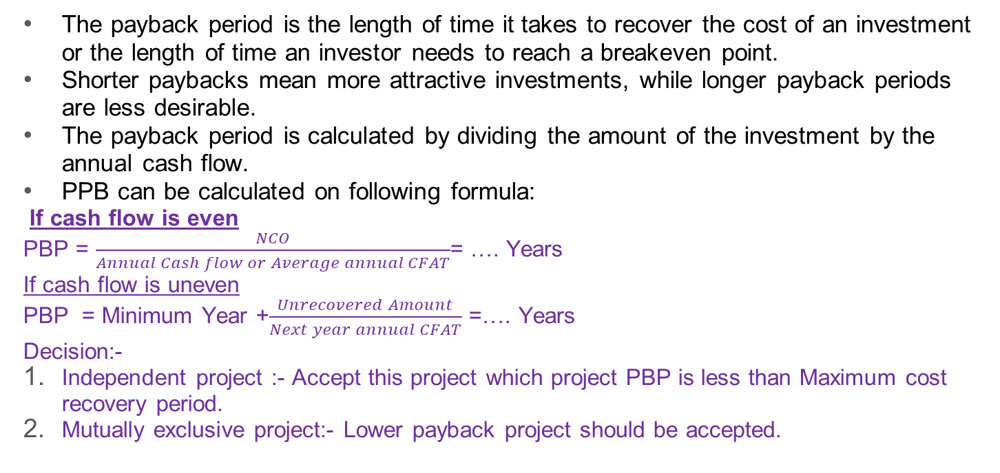 • The payback period is the length of time it takes to recover the cost of an investment
or the length of time an investor needs to reach a breakeven point.
• Shorter paybacks mean more attractive investments, while longer payback periods
are less desirable.
• The payback period is calculated by dividing the amount of the investment by the
annual cash flow.
• PPB can be calculated on following formula:
If cash flow is even
PBP = NCO / Annual Cash flow or Average annual CFAT = .... Years
If cash flow is uneven
PBP = Minimum Year + Unrecovered Amount / Next year annual CFAT =.... Years
Decision:-
1. Independent project :- Accept this project which project PBP is less than Maximum cost
recovery period.
2. Mutually exclusive project:- Lower payback project should be accepted.